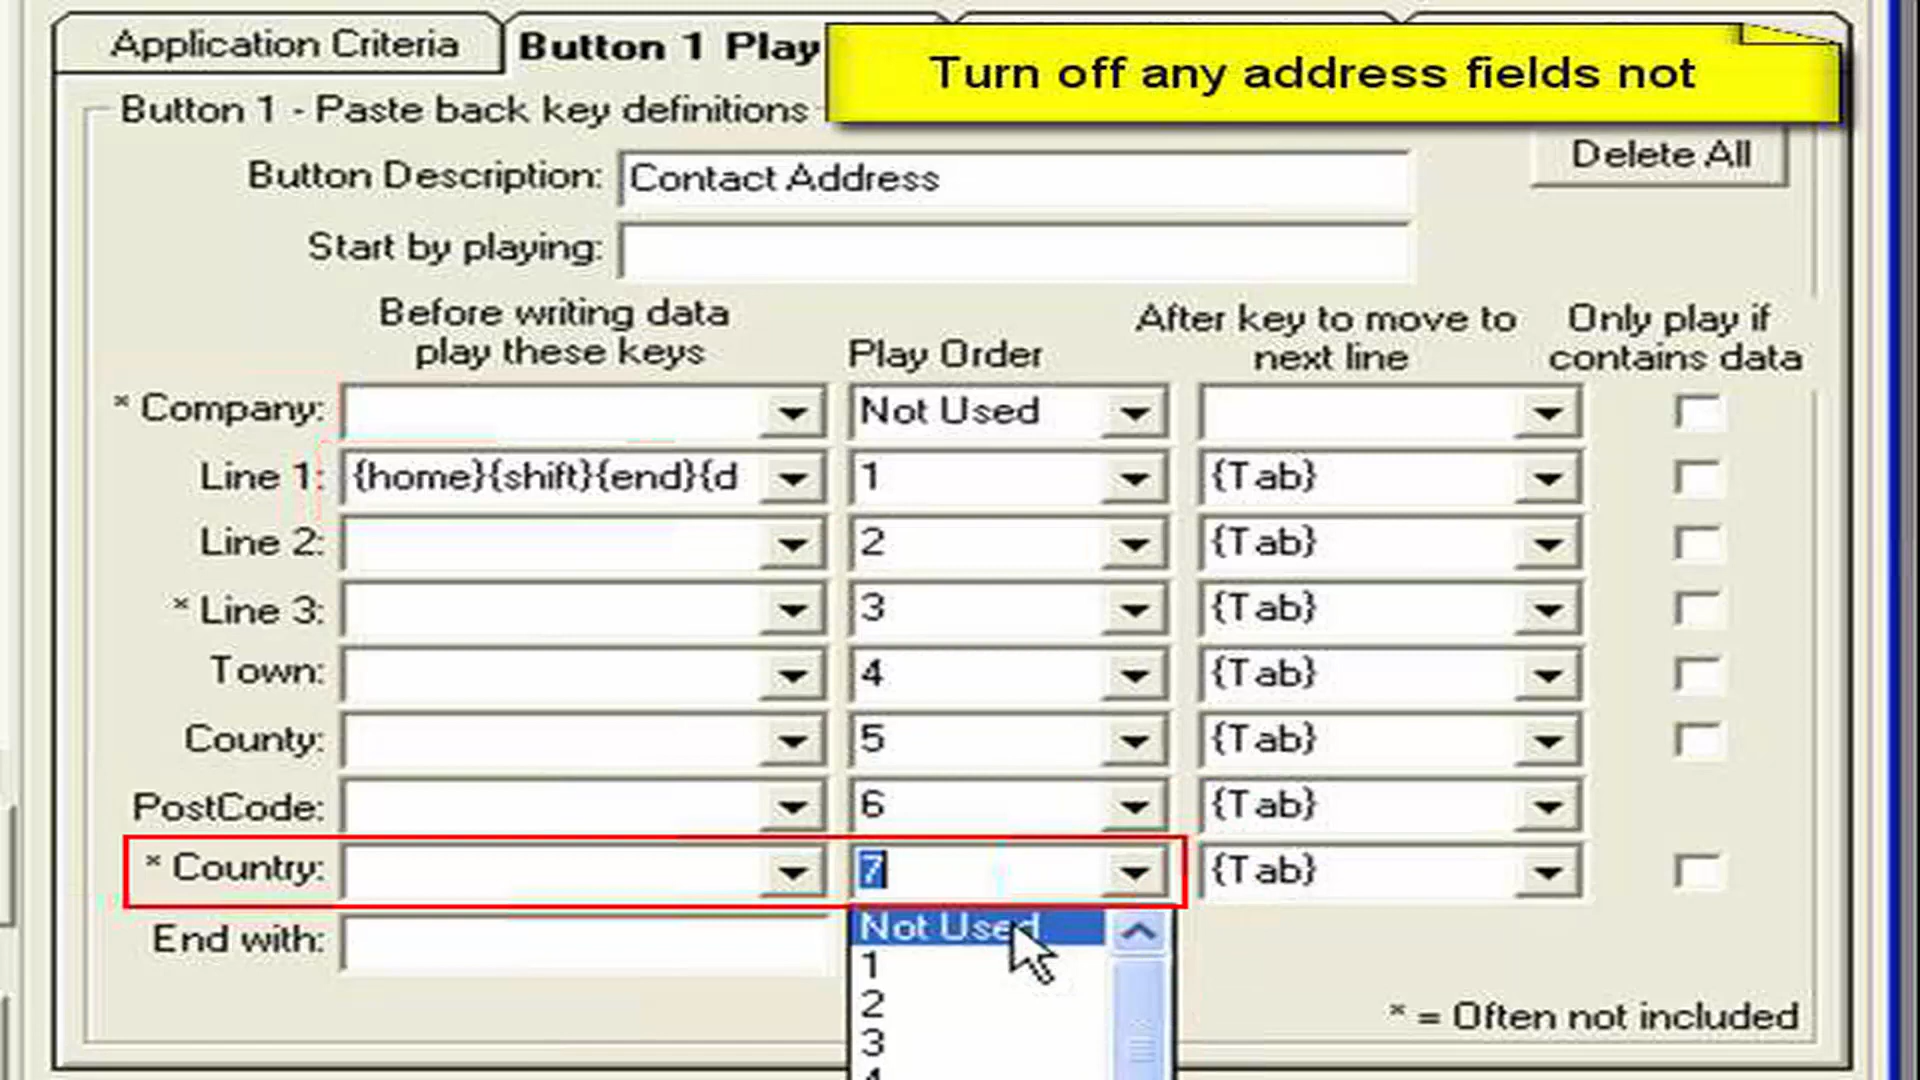 Application Criteria
Button 1 Play
Turn off any address fields not
Button 1 - Paste back key definitions
Delete All
Button Description: Contact Address
Start by playing:
Before writing data
play these keys
Play Order
After key to move to
next line
Only play if
contains data
* Company: Not Used
Line 1: {home}{shift}{end}{d 1 {Tab}
Line 2: 2 {Tab}
* Line 3: 3 {Tab}
Town: 4 {Tab}
County: 5 {Tab}
PostCode: 6 {Tab}
* Country: 7 {Tab}
End with:
Not Used
1
2
3
* = Often not included